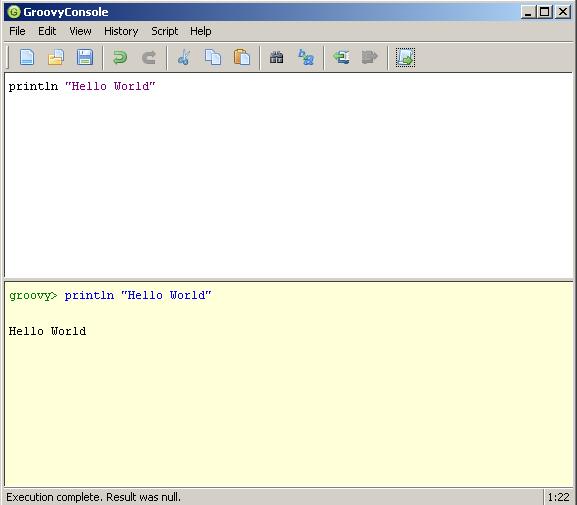 GroovyConsole
File Edit View History Script Help
println "Hello World"
groovy> println "Hello World"
Hello World
Execution complete. Result was null. 1:22